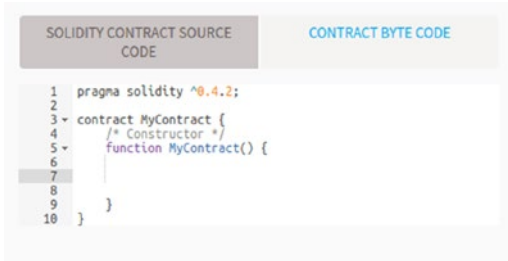 SOLIDITY CONTRACT SOURCE
CODE
CONTRACT BYTE CODE
1 pragma solidity ^0.4.2;
2
3 contract MyContract {
4 /* Constructor */
5 function MyContract() {
6
7
8
9 }
10 }